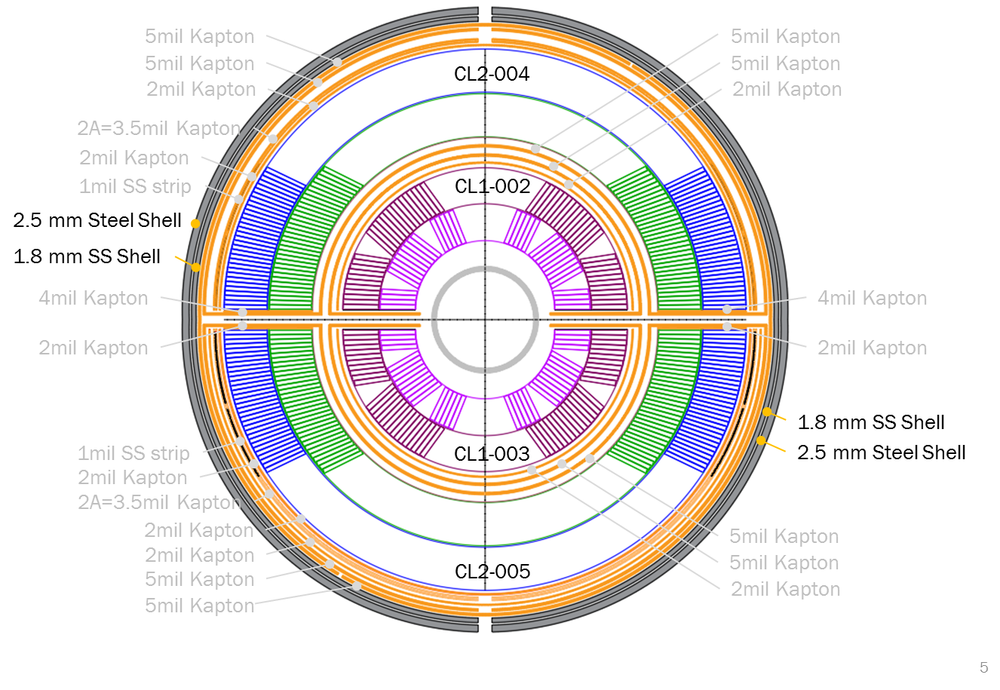 5mil Kapton
5mil Kapton
2mil Kapton
2A=3.5mil Kapton
2mil Kapton
1mil SS strip
2.5 mm Steel Shell
1.8 mm SS Shell
4mil Kapton
2mil Kapton
1mil SS strip
2mil Kapton
2A=3.5mil Kapton
2mil Kapton
2mil Kapton
5mil Kapton
5mil Kapton
CL2-004
CL1-002
CL1-003
CL2-005
5mil Kapton
5mil Kapton
2mil Kapton
4mil Kapton
2mil Kapton
1.8 mm SS Shell
2.5 mm Steel Shell
5mil Kapton
5mil Kapton
2mil Kapton
5